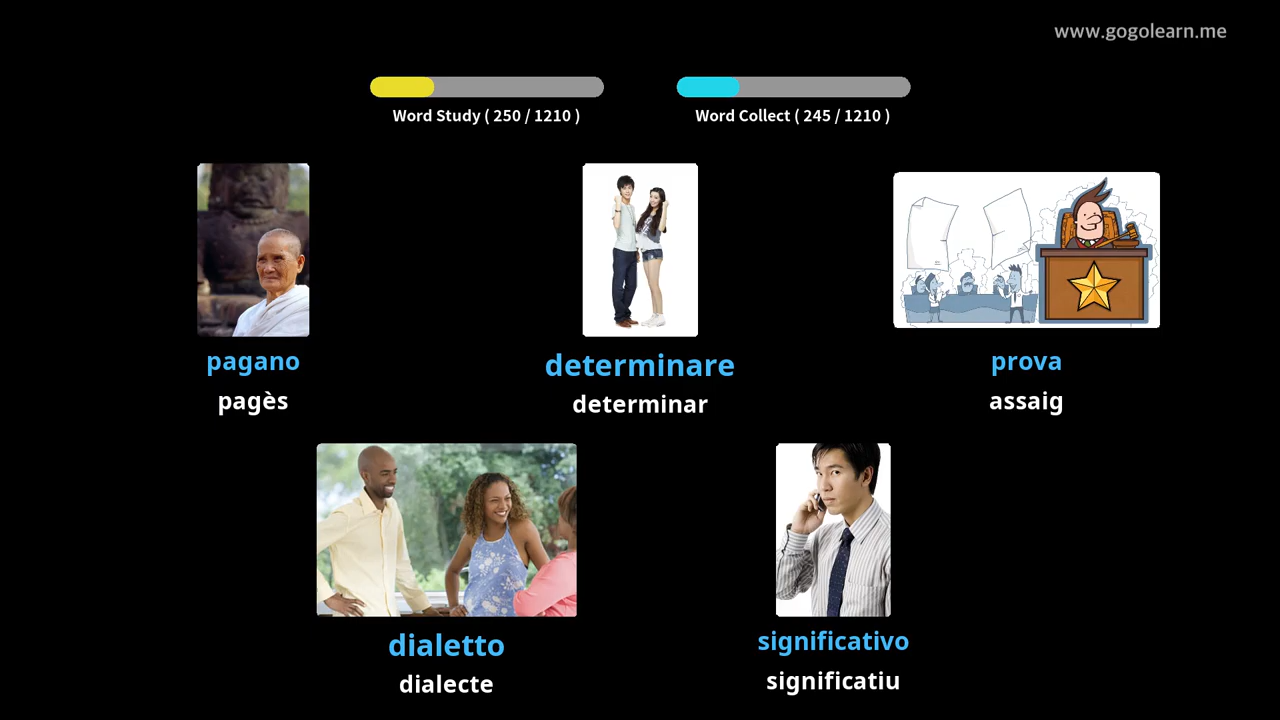 www.gogolearn.me
Word Study ( 250 / 1210 )
Word Collect ( 245 / 1210 )
pagano
pagès
determinare
determinar
prova
assaig
dialetto
dialecte
significativo
significatiu